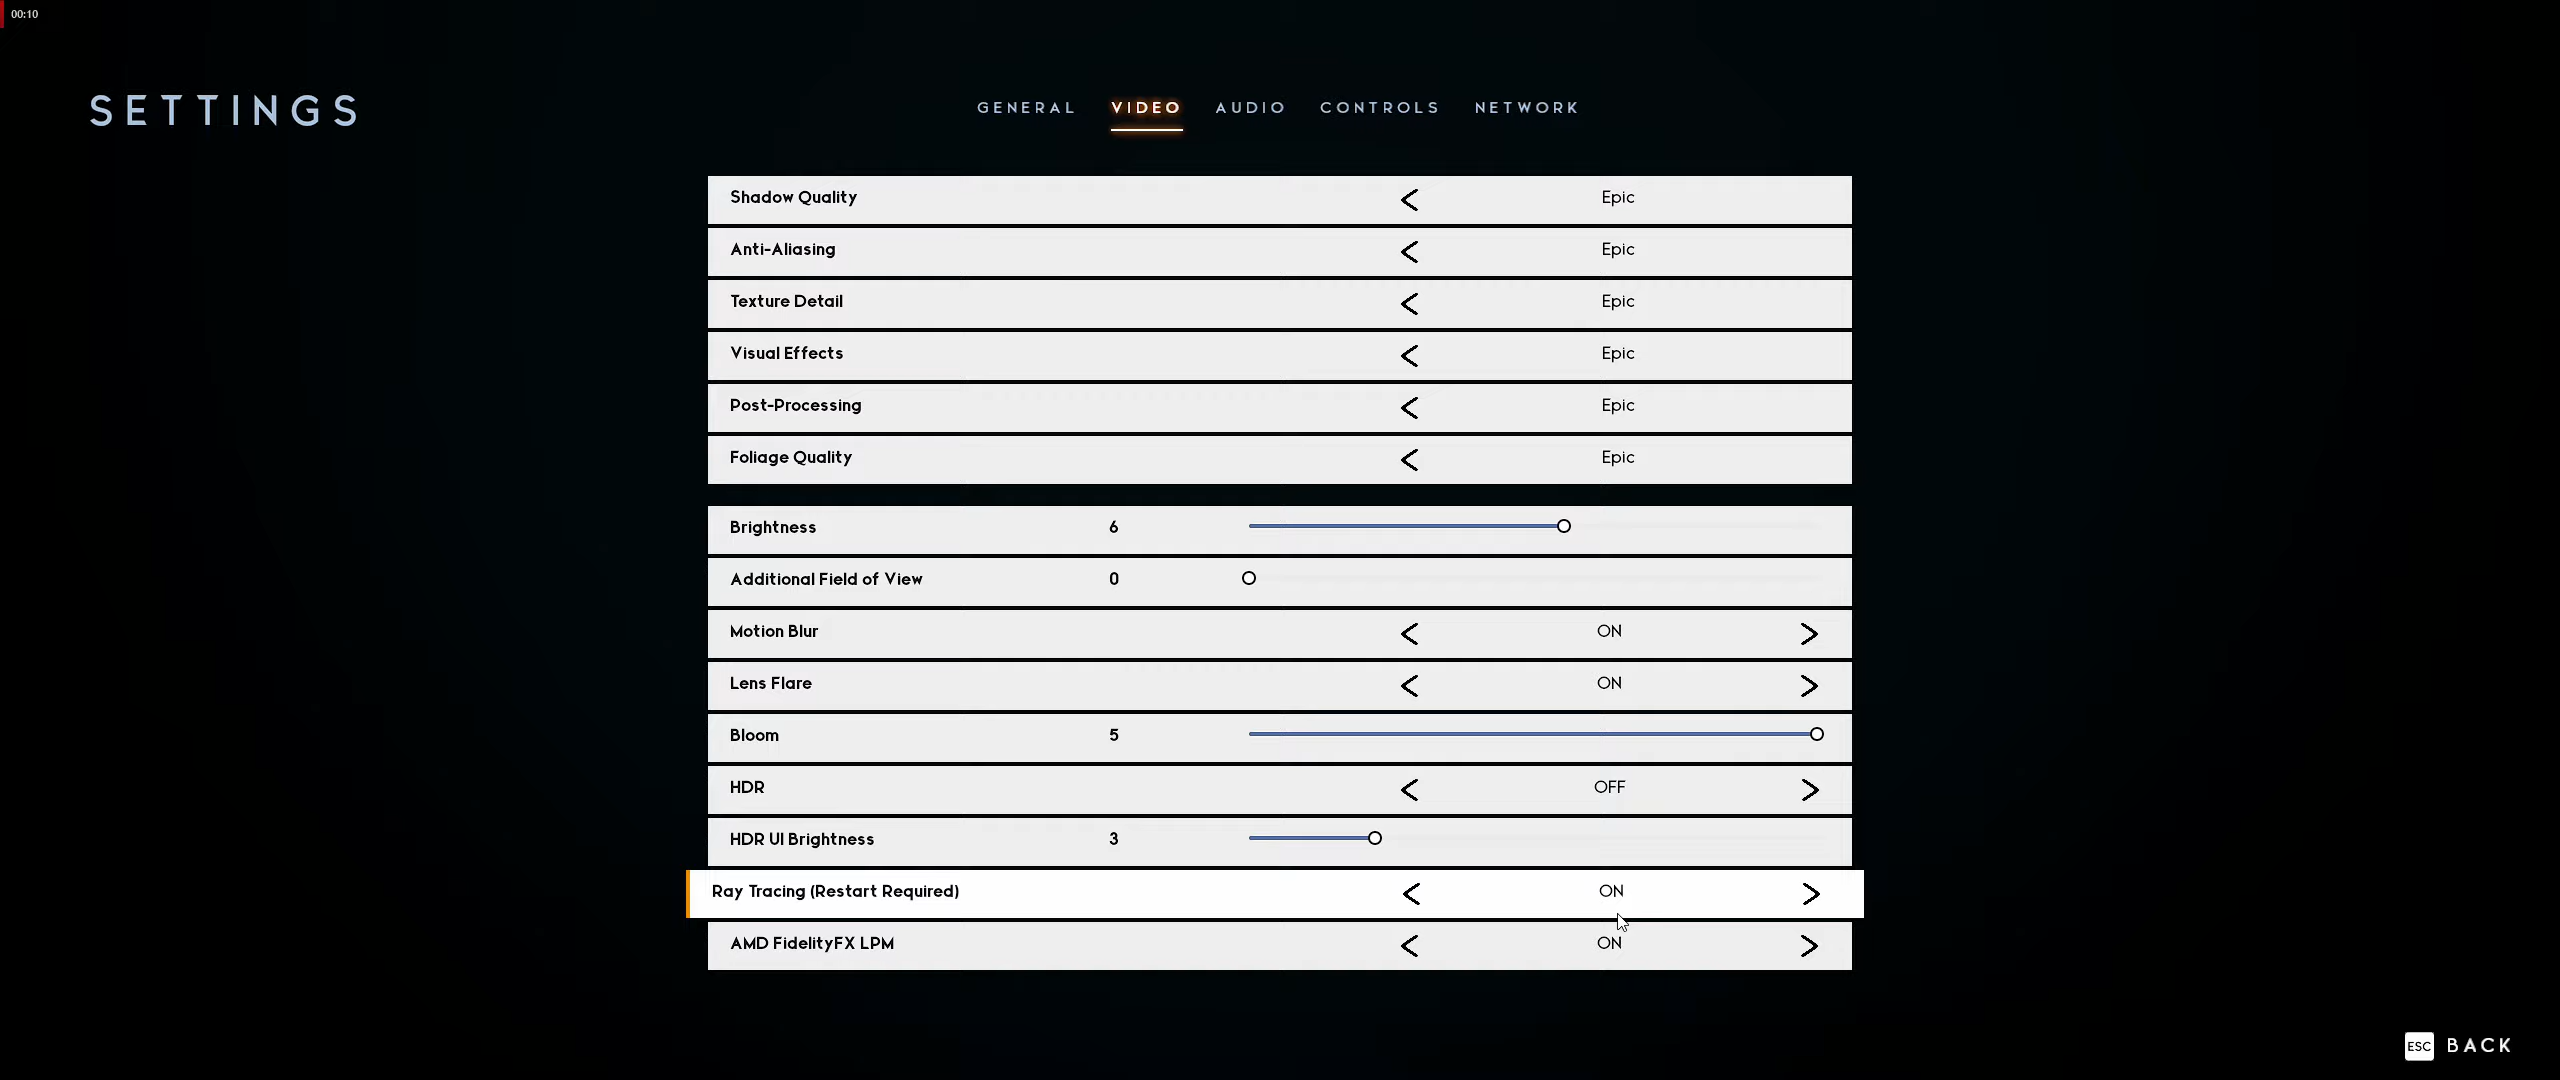 00:10
SETTINGS
GENERAL VIDEO AUDIO CONTROLS NETWORK
Shadow Quality Epic
Anti-Aliasing Epic
Texture Detail Epic
Visual Effects Epic
Post-Processing Epic
Foliage Quality Epic
Brightness 6
Additional Field of View 0
Motion Blur ON
Lens Flare ON
Bloom 5
HDR OFF
HDR UI Brightness 3
Ray Tracing (Restart Required) ON
AMD FidelityFX LPM ON
ESC BACK